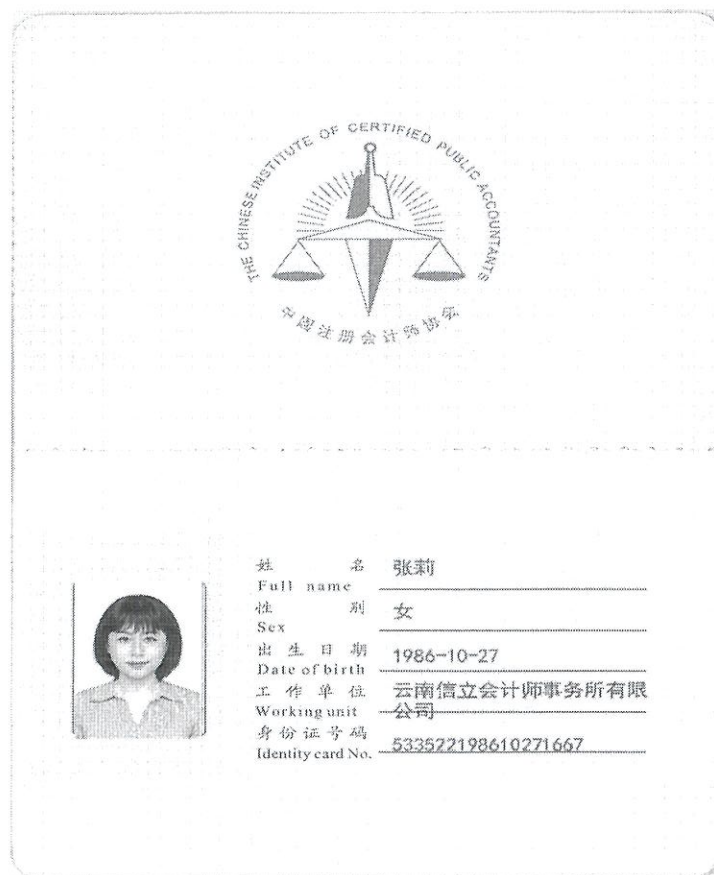 THE CHINESE INSTITUTE OF CERTIFIED PUBLIC ACCOUNTANTS
中国注册会计师协会
姓 名 张莉
Full name
性 别 女
Sex
出生日期 1986-10-27
Date of birth
工作单位 云南信立会计师事务所有限
Working unit 公司
身份证号码 533522198610271667
Identity card No.